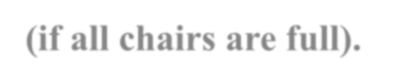 (if all chairs are full).